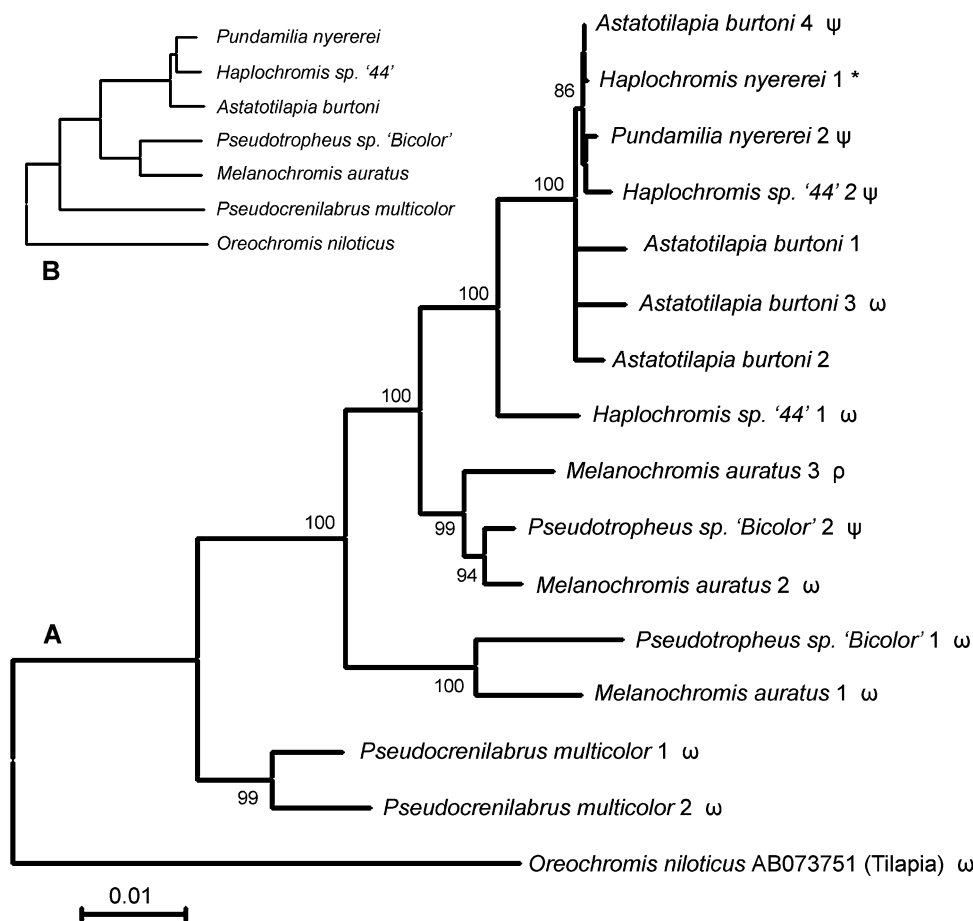 Pundamilia nyererei
Haplochromis sp. '44'
Astatotilapia burtoni
Pseudotropheus sp. 'Bicolor'
Melanochromis auratus
Pseudocrenilabrus multicolor
Oreochromis niloticus
B
Astatotilapia burtoni 4 ψ
Haplochromis nyererei 1 *
86
Pundamilia nyererei 2 ψ
Haplochromis sp. '44' 2 ψ
100
Astatotilapia burtoni 1
100
Astatotilapia burtoni 3 ω
Astatotilapia burtoni 2
100
Haplochromis sp. '44' 1 ω
Melanochromis auratus 3 ρ
100
99
Pseudotropheus sp. 'Bicolor' 2 ψ
94
Melanochromis auratus 2 ω
A
Pseudotropheus sp. 'Bicolor' 1 ω
100
Melanochromis auratus 1 ω
Pseudocrenilabrus multicolor 1 ω
99
Pseudocrenilabrus multicolor 2 ω
Oreochromis niloticus AB073751 (Tilapia) ω
0.01